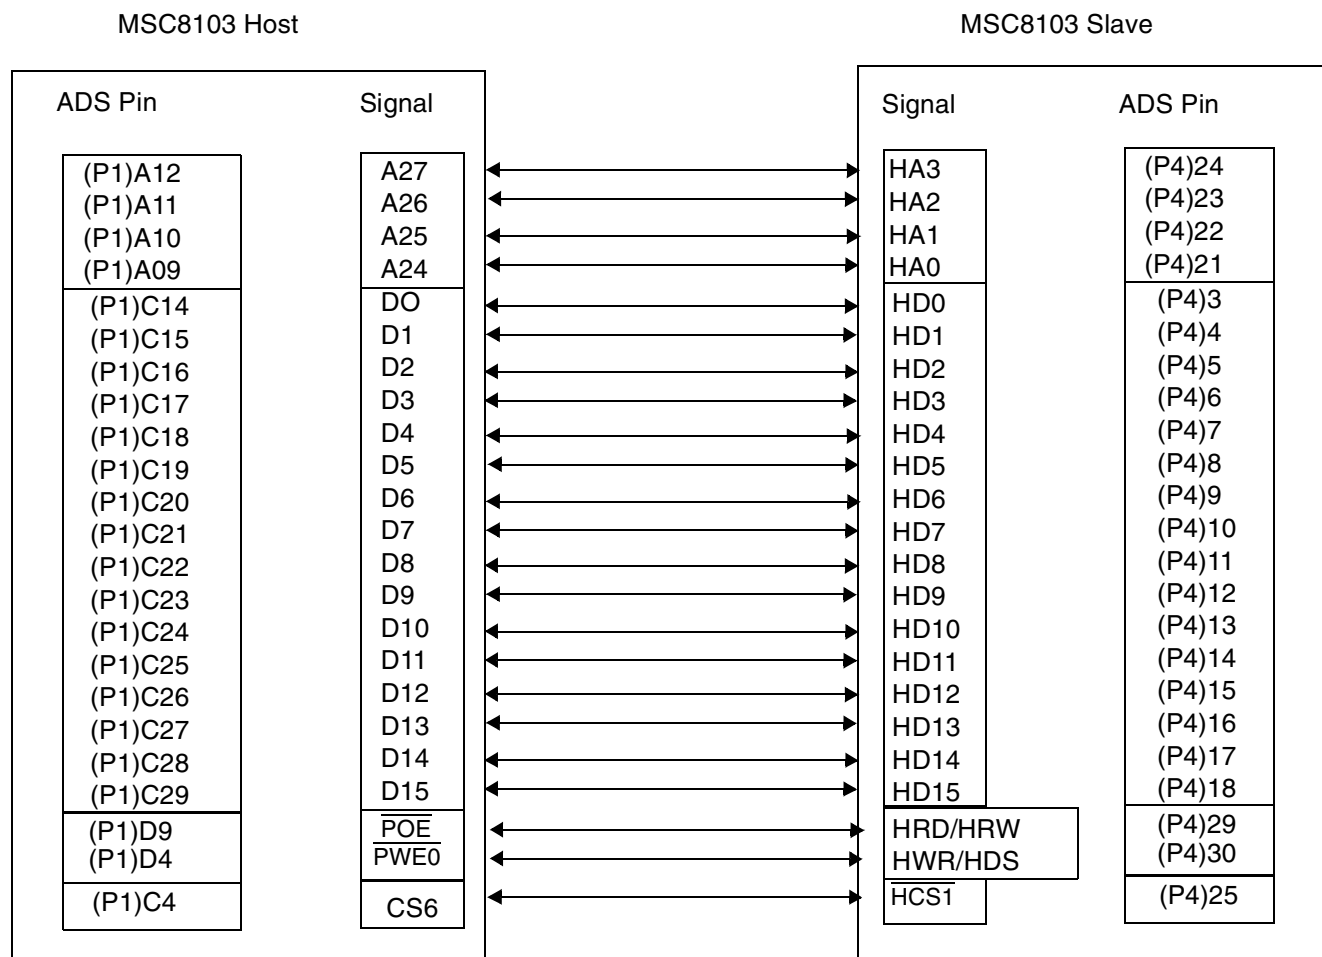 MSC8103 Host MSC8103 Slave
ADS Pin Signal Signal ADS Pin
(P1)A12 A27 HA3 (P4)24
(P1)A11 A26 HA2 (P4)23
(P1)A10 A25 HA1 (P4)22
(P1)A09 A24 HA0 (P4)21
(P1)C14 DO HD0 (P4)3
(P1)C15 D1 HD1 (P4)4
(P1)C16 D2 HD2 (P4)5
(P1)C17 D3 HD3 (P4)6
(P1)C18 D4 HD4 (P4)7
(P1)C19 D5 HD5 (P4)8
(P1)C20 D6 HD6 (P4)9
(P1)C21 D7 HD7 (P4)10
(P1)C22 D8 HD8 (P4)11
(P1)C23 D9 HD9 (P4)12
(P1)C24 D10 HD10 (P4)13
(P1)C25 D11 HD11 (P4)14
(P1)C26 D12 HD12 (P4)15
(P1)C27 D13 HD13 (P4)16
(P1)C28 D14 HD14 (P4)17
(P1)C29 D15 HD15 (P4)18
(P1)D9 POE HRD/HRW (P4)29
(P1)D4 PWE0 HWR/HDS (P4)30
(P1)C4 CS6 HCS1 (P4)25